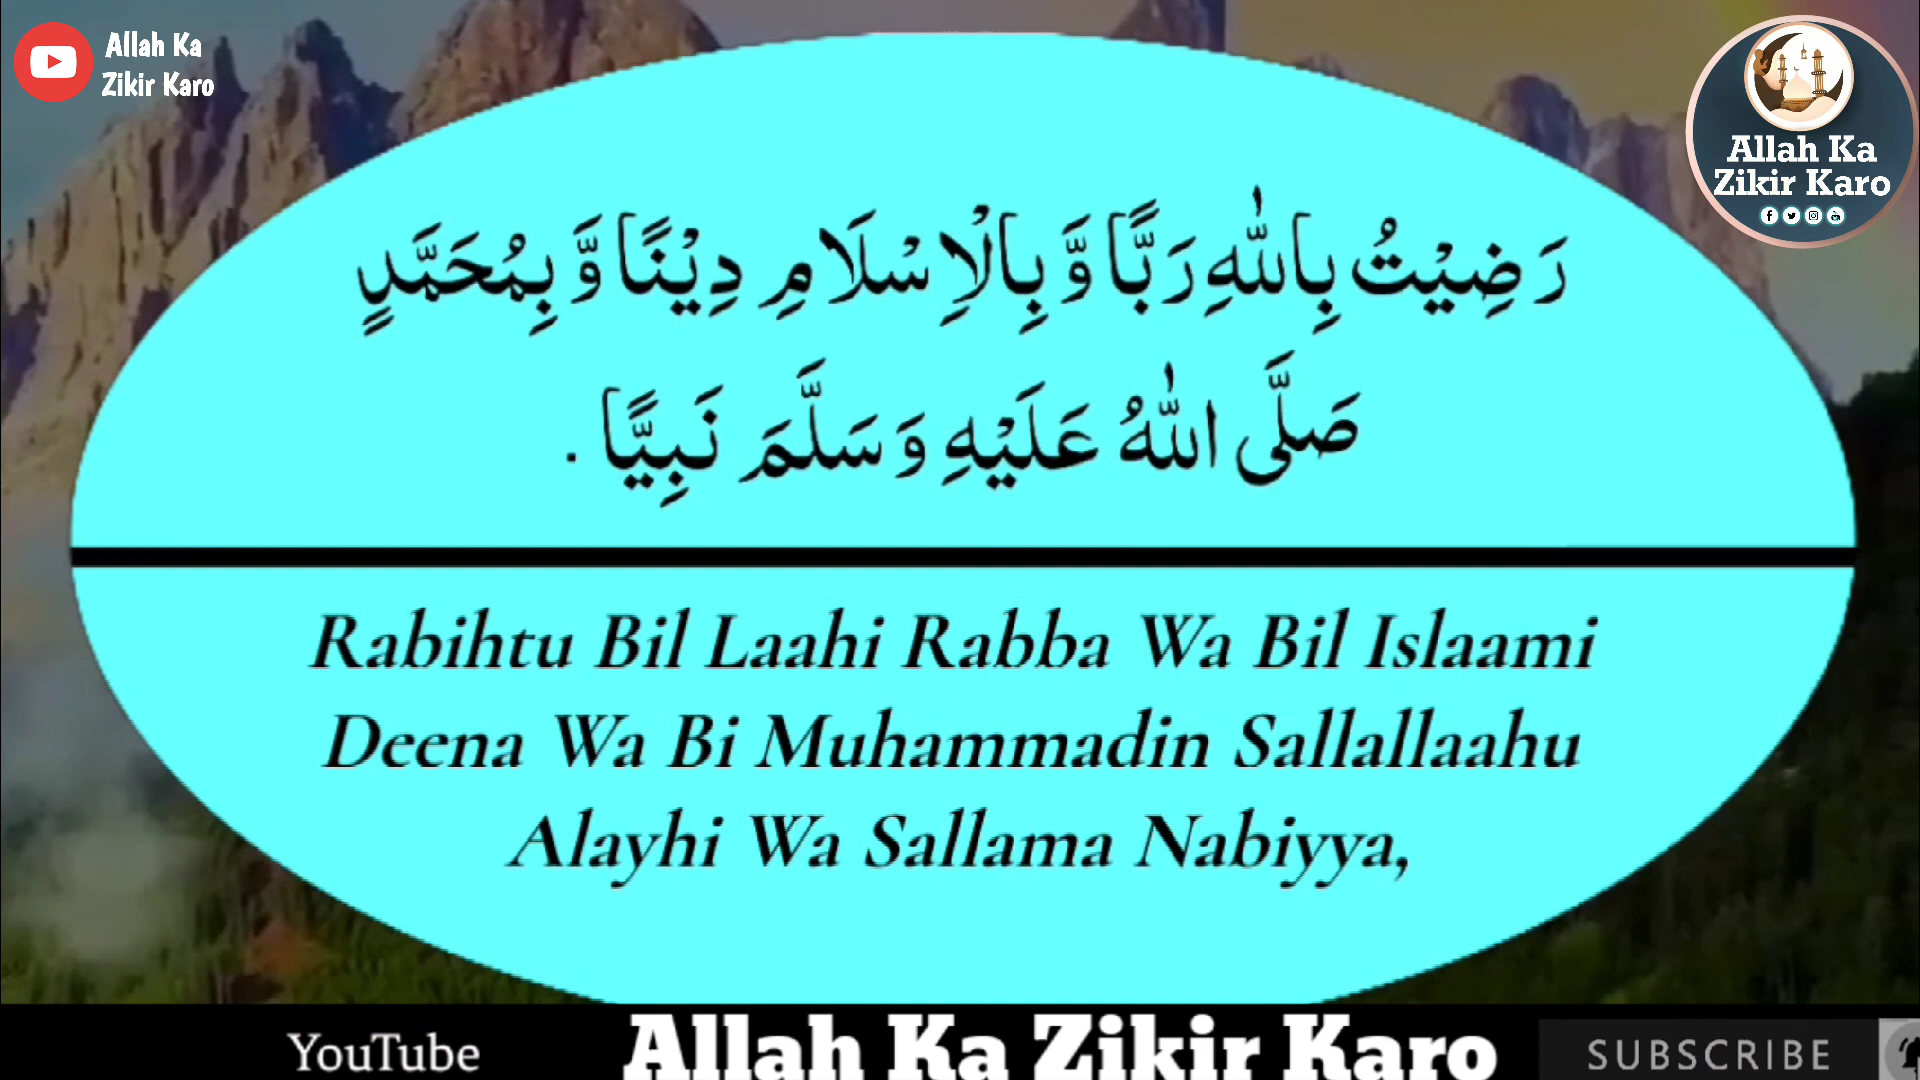 Allah Ka
Zikir Karo
Allah Ka
Zikir Karo
رَضِيْتُ بِاللّٰهِ رَبًّا وَّ بِالْاِسْلَامِ دِيْنًا وَّ بِمُحَمَّدٍ
صَلَّى اللّٰهُ عَلَيْهِ وَسَلَّمَ نَبِيًّا .
Rabihtu Bil Laahi Rabba Wa Bil Islaami
Deena Wa Bi Muhammadin Sallallaahu
Alayhi Wa Sallama Nabiyya,
YouTube Allah Ka Zikir Karo SUBSCRIBE